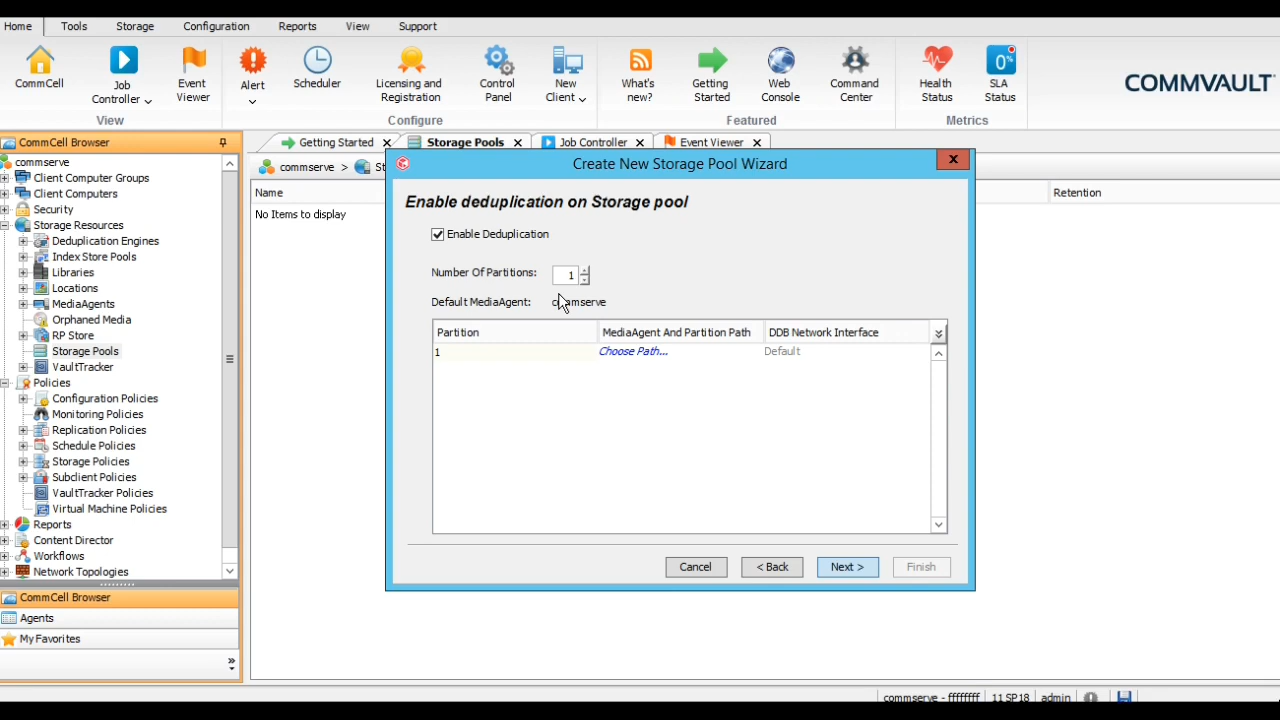 Home Tools Storage Configuration Reports View Support
CommCell
Job Controller
Event Viewer
Alert
Scheduler
Licensing and Registration
Control Panel
New Client
What's new?
Getting Started
Web Console
Command Center
Health Status
0%
SLA Status
COMMVAULT
View Configure Featured Metrics
CommCell Browser
Getting Started Storage Pools Job Controller Event Viewer
commserve
commserve > St
Name
Retention
No Items to display
Client Computer Groups
Client Computers
Security
Storage Resources
Deduplication Engines
Index Store Pools
Libraries
Locations
MediaAgents
Orphaned Media
RP Store
Storage Pools
VaultTracker
Policies
Configuration Policies
Monitoring Policies
Replication Policies
Schedule Policies
Storage Policies
Subclient Policies
VaultTracker Policies
Virtual Machine Policies
Reports
Content Director
Workflows
Network Topologies
CommCell Browser
Agents
My Favorites
Create New Storage Pool Wizard
Enable deduplication on Storage pool
Enable Deduplication
Number Of Partitions: 1
Default MediaAgent: commserve
Partition MediaAgent And Partition Path DDB Network Interface
1 Choose Path... Default
Cancel < Back Next > Finish
commserve - ffffffff 11 SP18 admin